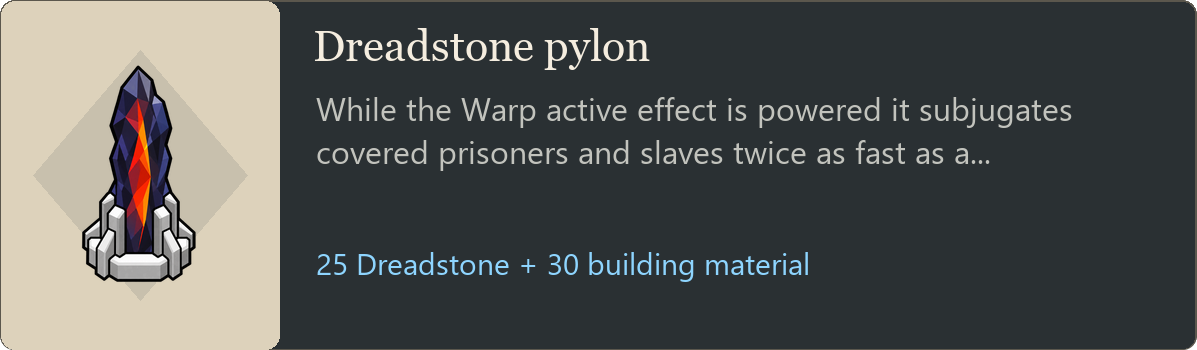 Dreadstone pylon
While the Warp active effect is powered it subjugates
covered prisoners and slaves twice as fast as a...
25 Dreadstone + 30 building material